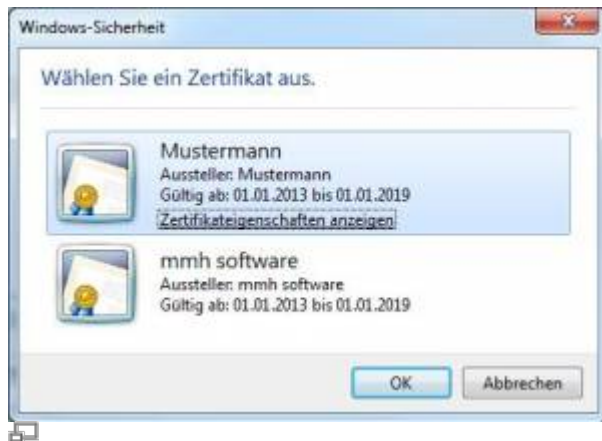 Windows-Sicherheit
Wählen Sie ein Zertifikat aus.
Mustermann
Aussteller: Mustermann
Gültig ab: 01.01.2013 bis 01.01.2019
Zertifikateigenschaften anzeigen
mmh software
Aussteller: mmh software
Gültig ab: 01.01.2013 bis 01.01.2019
OK Abbrechen